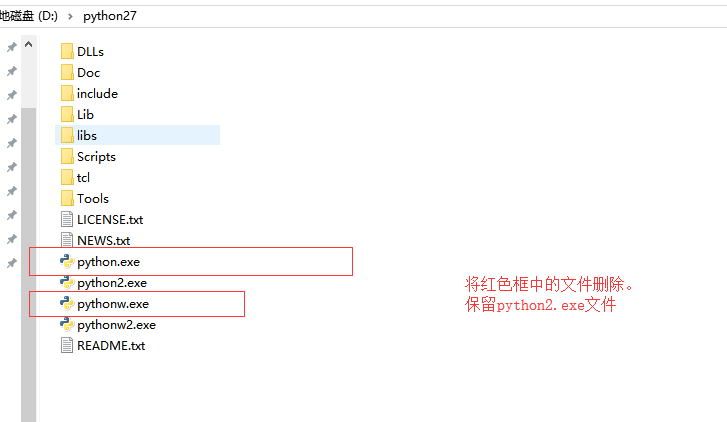 地磁盘 (D:) > python27
DLLs
Doc
include
Lib
libs
Scripts
tcl
Tools
LICENSE.txt
NEWS.txt
python.exe
python2.exe
将红色框中的文件删除。
pythonw.exe
保留python2.exe文件
pythonw2.exe
README.txt